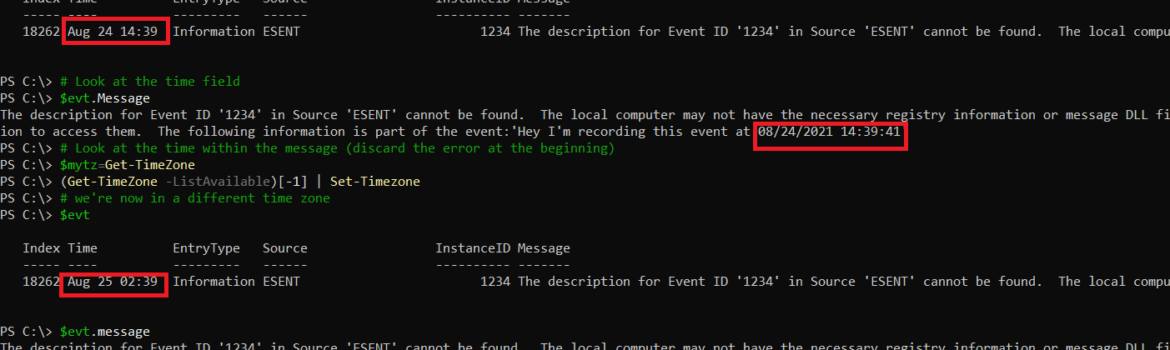 Index Time          EntryType   Source                 InstanceID Message
----- ----          ---------   ------                 ---------- -------
18262 Aug 24 14:39  Information ESENT                        1234 The description for Event ID '1234' in Source 'ESENT' cannot be found.  The local compu
PS C:\> # Look at the time field
PS C:\> $evt.Message
The description for Event ID '1234' in Source 'ESENT' cannot be found.  The local computer may not have the necessary registry information or message DLL fi
ion to access them.  The following information is part of the event:'Hey I'm recording this event at 08/24/2021 14:39:41
PS C:\> # Look at the time within the message (discard the error at the beginning)
PS C:\> $mytz=Get-TimeZone
PS C:\> (Get-TimeZone -ListAvailable)[-1] | Set-Timezone
PS C:\> # we're now in a different time zone
PS C:\> $evt
Index Time          EntryType   Source                 InstanceID Message
----- ----          ---------   ------                 ---------- -------
18262 Aug 25 02:39  Information ESENT                        1234 The description for Event ID '1234' in Source 'ESENT' cannot be found.  The local compu
PS C:\> $evt.message
The description for Event ID '1234' in Source 'ESENT' cannot be found.  The local computer may not have the necessary registry information or message DLL fi